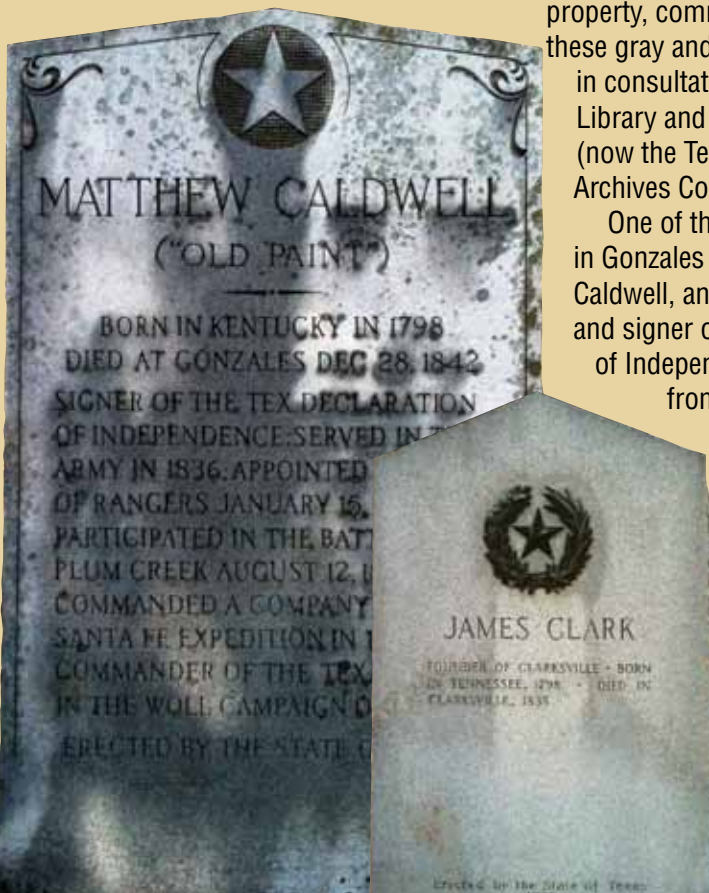 property, comm
these gray and
in consultat
Library and
(now the Te
Archives Co
One of th
in Gonzales
Caldwell, an
and signer o
of Indepen
fron
MATTHEW CALDWELL
("OLD PAINT")
BORN IN KENTUCKY IN 1798
DIED AT GONZALES DEC 28, 1842
SIGNER OF THE TEX DECLARATION
OF INDEPENDENCE: SERVED IN
ARMY IN 1836. APPOINTED
OF RANGERS JANUARY 15,
PARTICIPATED IN THE BAT
PLUM CREEK AUGUST 12, 1
COMMANDED A COMPANY
SANTA FE EXPEDITION IN 1
COMMANDER OF THE TEX
IN THE WOLL CAMPAIGN O
ERECTED BY THE STATE O
JAMES CLARK
FOUNDER OF CLARKSVILLE • BORN
IN TENNESSEE, 1798 • DIED IN
CLARKSVILLE, 1838
Erected by the State of Texas